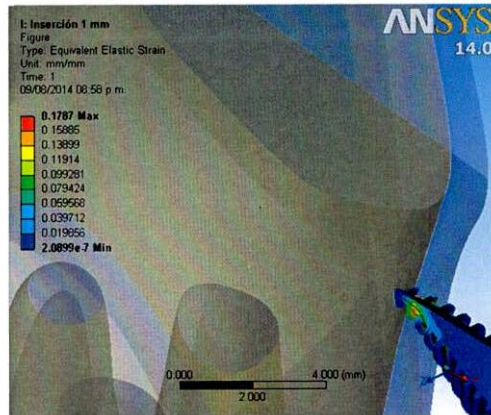 I: Inserción 1 mm
Figure
Type: Equivalent Elastic Strain
Unit: mm/mm
Time: 1
09/08/2014 08:58 p.m.
ANSYS
14.0
0.1787 Max
0.15885
0.13899
0.11914
0.099281
0.079424
0.059568
0.039712
0.019856
2.0899e-7 Min
0.000
4.000 (mm)
2.000